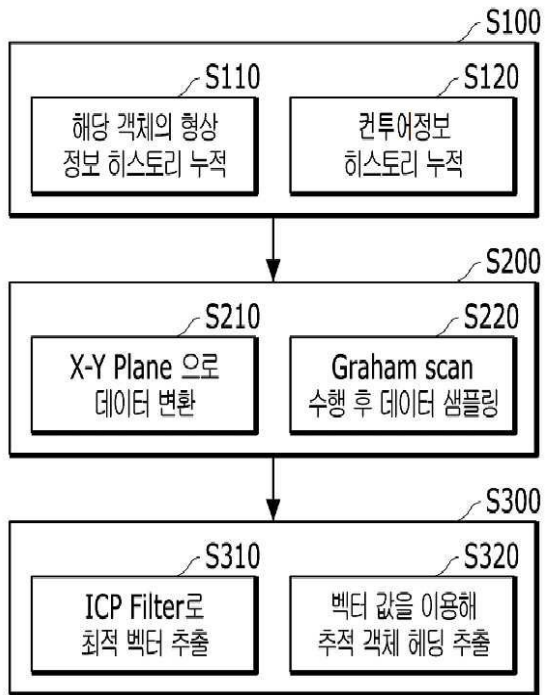 S100
S110
해당 객체의 형상
정보 히스토리 누적
S120
컨투어정보
히스토리 누적
S200
S210
X-Y Plane 으로
데이터 변환
S220
Graham scan
수행 후 데이터 샘플링
S300
S310
ICP Filter로
최적 벡터 추출
S320
벡터 값을 이용해
추적 객체 헤딩 추출